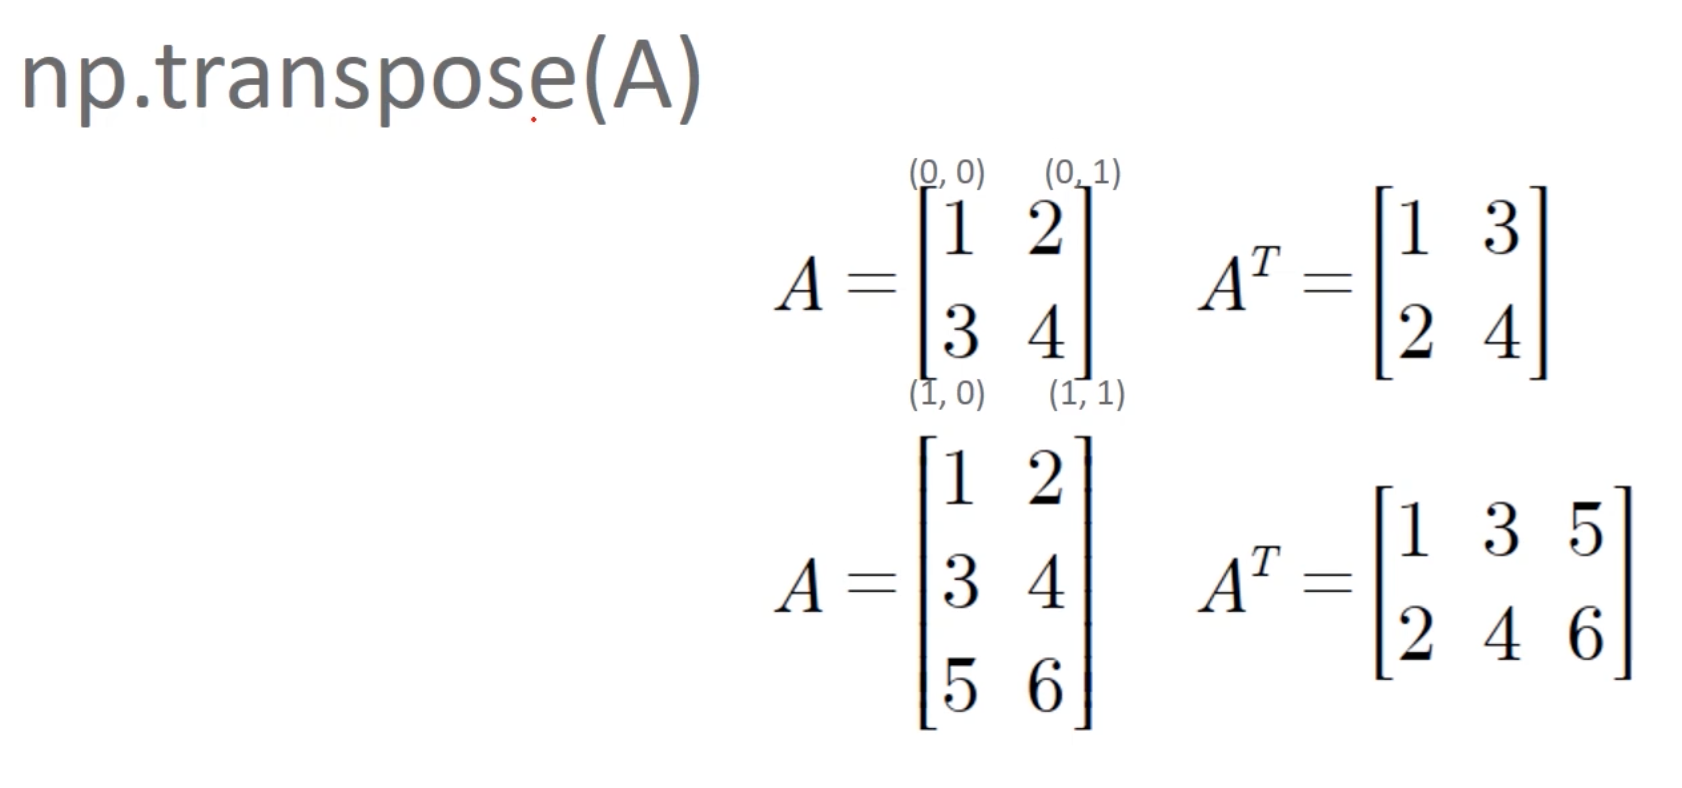 np.transpose(A)
(0, 0) (0, 1)
A = [1 2
3 4]
(1, 0) (1, 1)
A^T = [1 3
2 4]
A = [1 2
3 4
5 6]
A^T = [1 3 5
2 4 6]